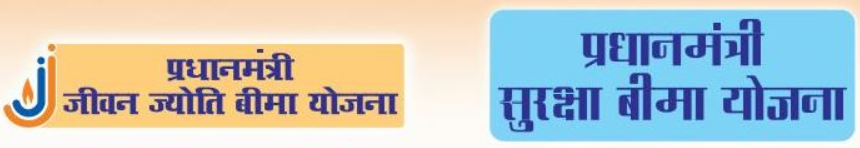 प्रधानमंत्री
जीवन ज्योति बीमा योजना
प्रधानमंत्री
सुरक्षा बीमा योजना